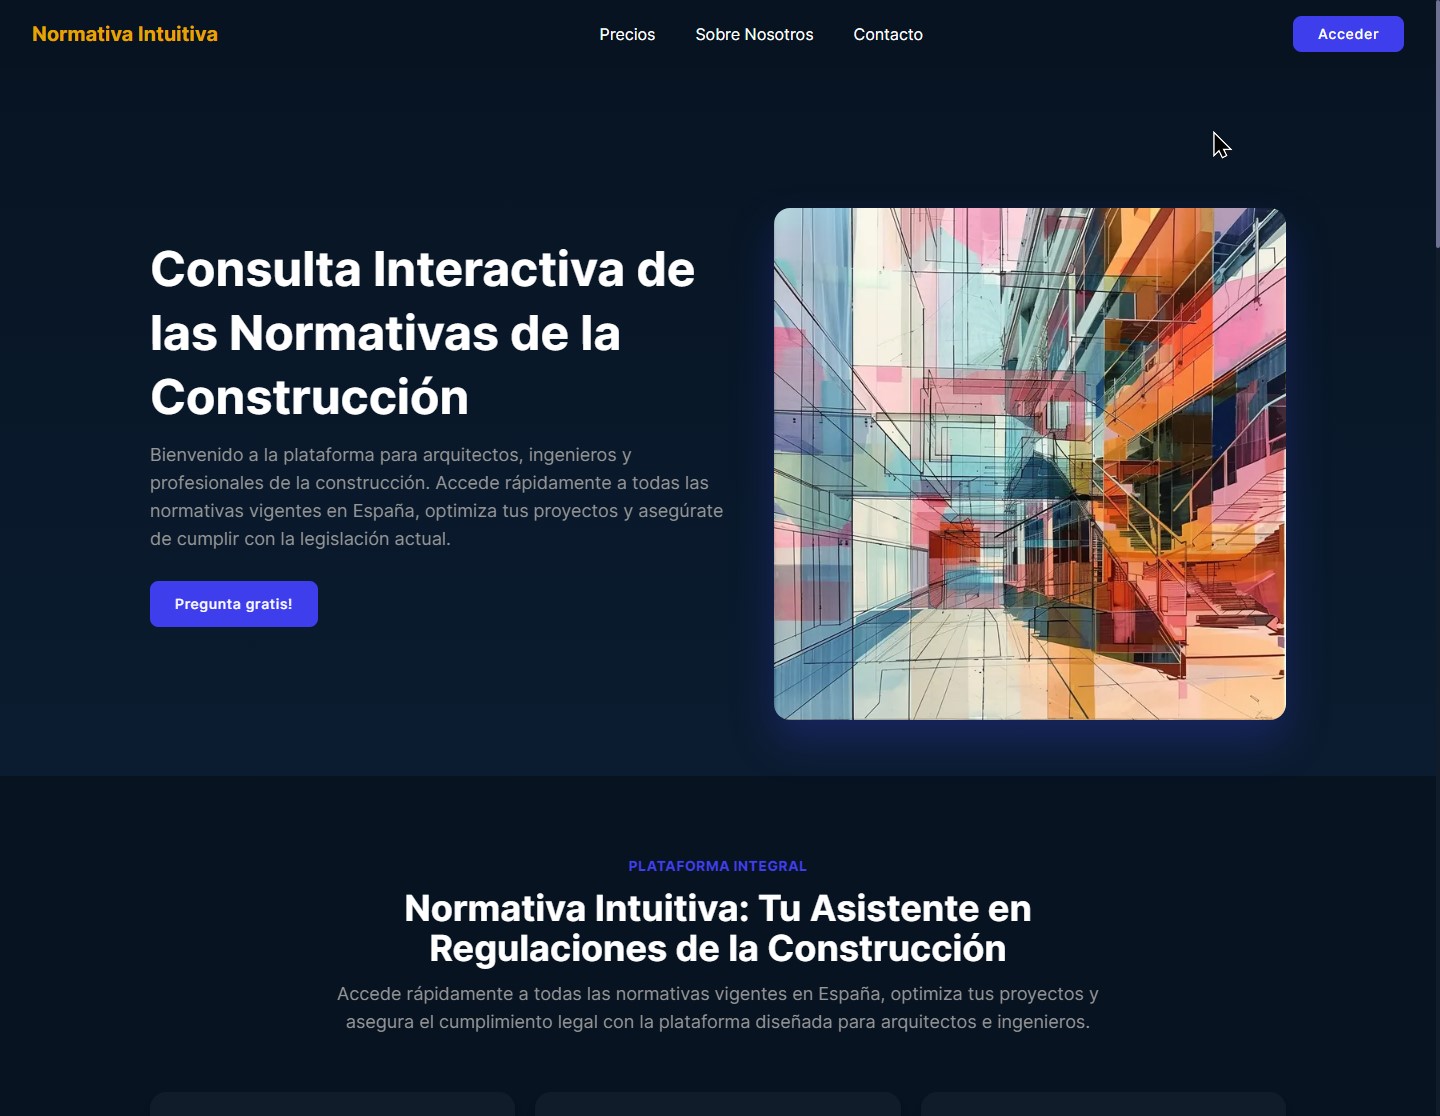 Normativa Intuitiva
Precios
Sobre Nosotros
Contacto
Acceder
Consulta Interactiva de
las Normativas de la
Construcción
Bienvenido a la plataforma para arquitectos, ingenieros y
profesionales de la construcción. Accede rápidamente a todas las
normativas vigentes en España, optimiza tus proyectos y asegúrate
de cumplir con la legislación actual.
Pregunta gratis!
PLATAFORMA INTEGRAL
Normativa Intuitiva: Tu Asistente en
Regulaciones de la Construcción
Accede rápidamente a todas las normativas vigentes en España, optimiza tus proyectos y
asegura el cumplimiento legal con la plataforma diseñada para arquitectos e ingenieros.